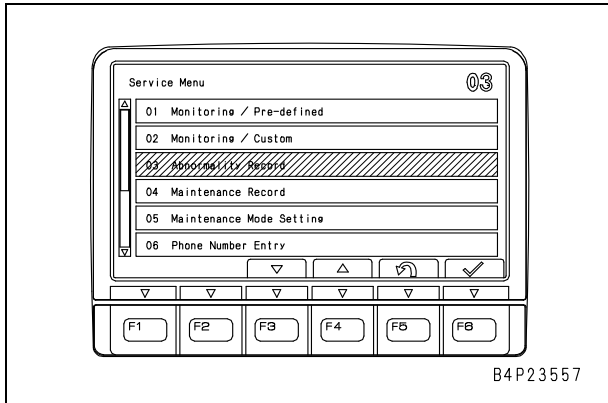 Service Menu 03
01 Monitoring / Pre-defined
02 Monitoring / Custom
03 Abnormality Record
04 Maintenance Record
05 Maintenance Mode Setting
06 Phone Number Entry
F1 F2 F3 F4 F5 F6
B4P23557